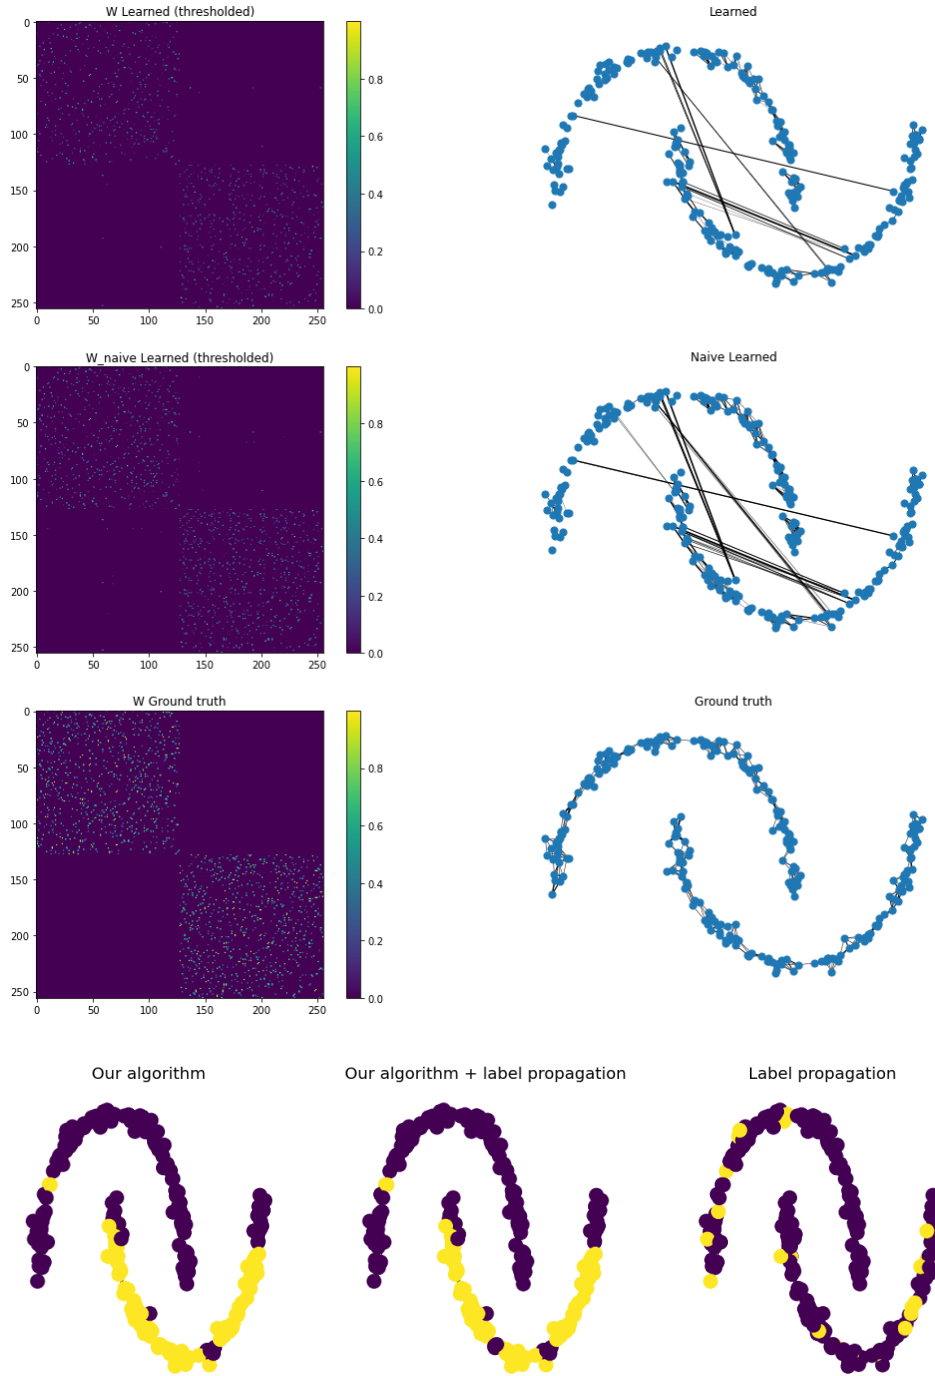 W Learned (thresholded)
0
50
100
150
200
250
0 50 100 150 200 250
0.8
0.6
0.4
0.2
0.0
Learned
W_naive Learned (thresholded)
0
50
100
150
200
250
0 50 100 150 200 250
0.8
0.6
0.4
0.2
0.0
Naive Learned
W Ground truth
0
50
100
150
200
250
0 50 100 150 200 250
0.8
0.6
0.4
0.2
0.0
Ground truth
Our algorithm
Our algorithm + label propagation
Label propagation